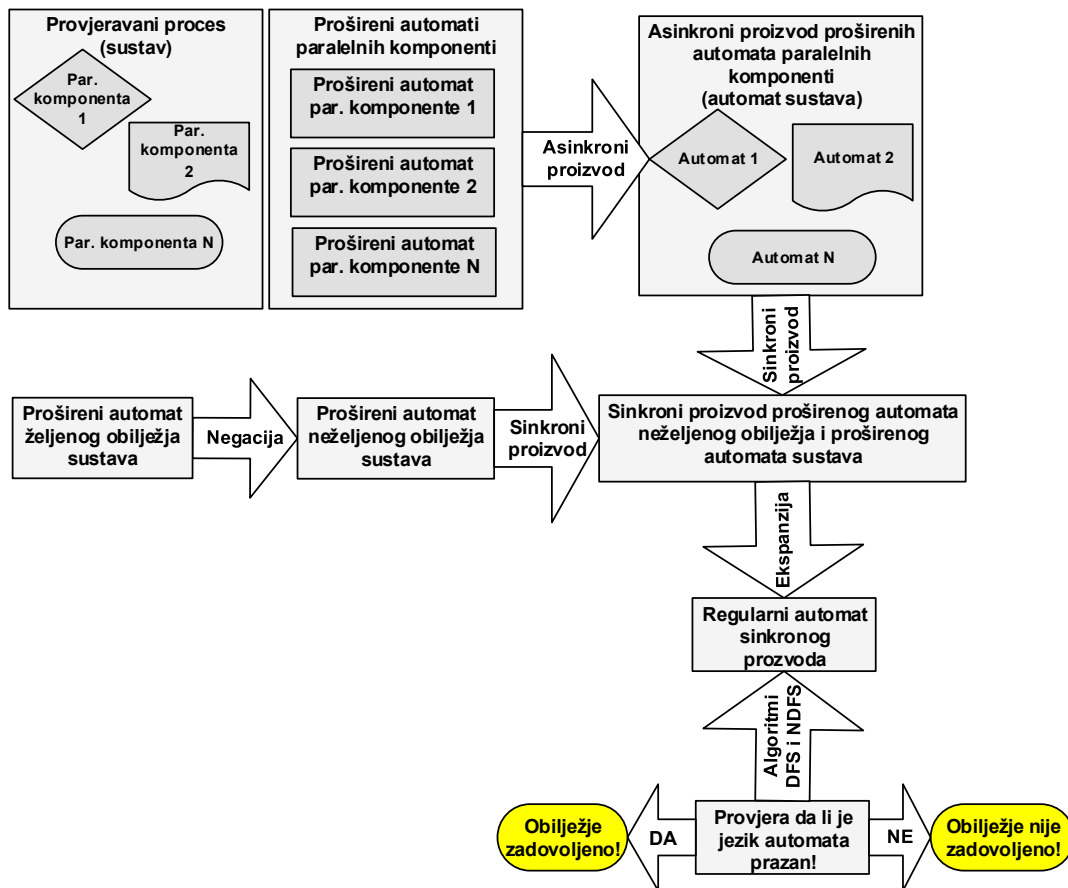 Provjeravani proces
(sustav)
Par.
komponenta
1
Par.
komponenta
2
Par. komponenta N
Prošireni automati
paralelnih komponenti
Prošireni automat
par. komponente 1
Prošireni automat
par. komponente 2
Prošireni automat
par. komponente N
Asinkroni
proizvod
Asinkroni proizvod proširenih
automata paralelnih
komponenti
(automat sustava)
Automat 1
Automat 2
Automat N
Sinkroni
proizvod
Prošireni automat
željenog obilježja
sustava
Negacija
Prošireni automat
neželjenog obilježja
sustava
Sinkroni
proizvod
Sinkroni proizvod proširenog automata
neželjenog obilježja i proširenog
automata sustava
Ekspanzija
Regularni automat
sinkronog
prozvoda
Algoritmi
DFS i NDFS
Obilježje
zadovoljeno!
DA
Provjera da li je
jezik automata
prazan!
NE
Obilježje nije
zadovoljeno!